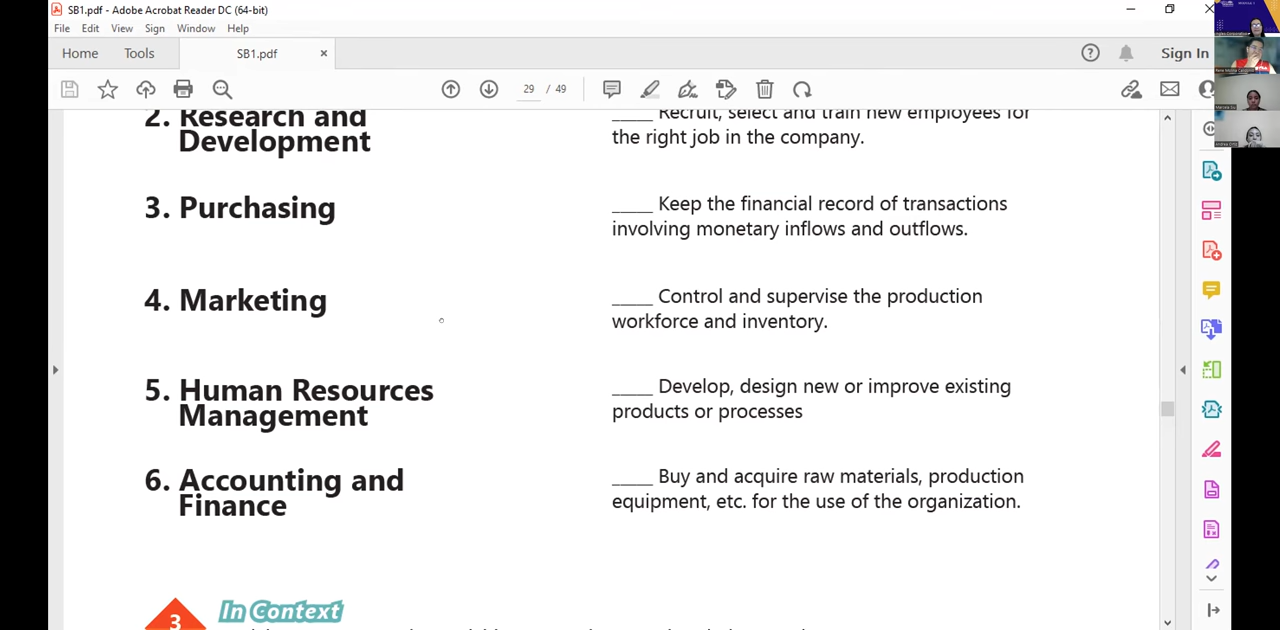 SB1.pdf - Adobe Acrobat Reader DC (64-bit)
File Edit View Sign Window Help
Home Tools SB1.pdf × Sign In
29 / 49
2. Research and
Development
_____ Recruit, select and train new employees for
the right job in the company.
3. Purchasing
_____ Keep the financial record of transactions
involving monetary inflows and outflows.
4. Marketing
_____ Control and supervise the production
workforce and inventory.
5. Human Resources
Management
_____ Develop, design new or improve existing
products or processes
6. Accounting and
Finance
_____ Buy and acquire raw materials, production
equipment, etc. for the use of the organization.
3 In Context